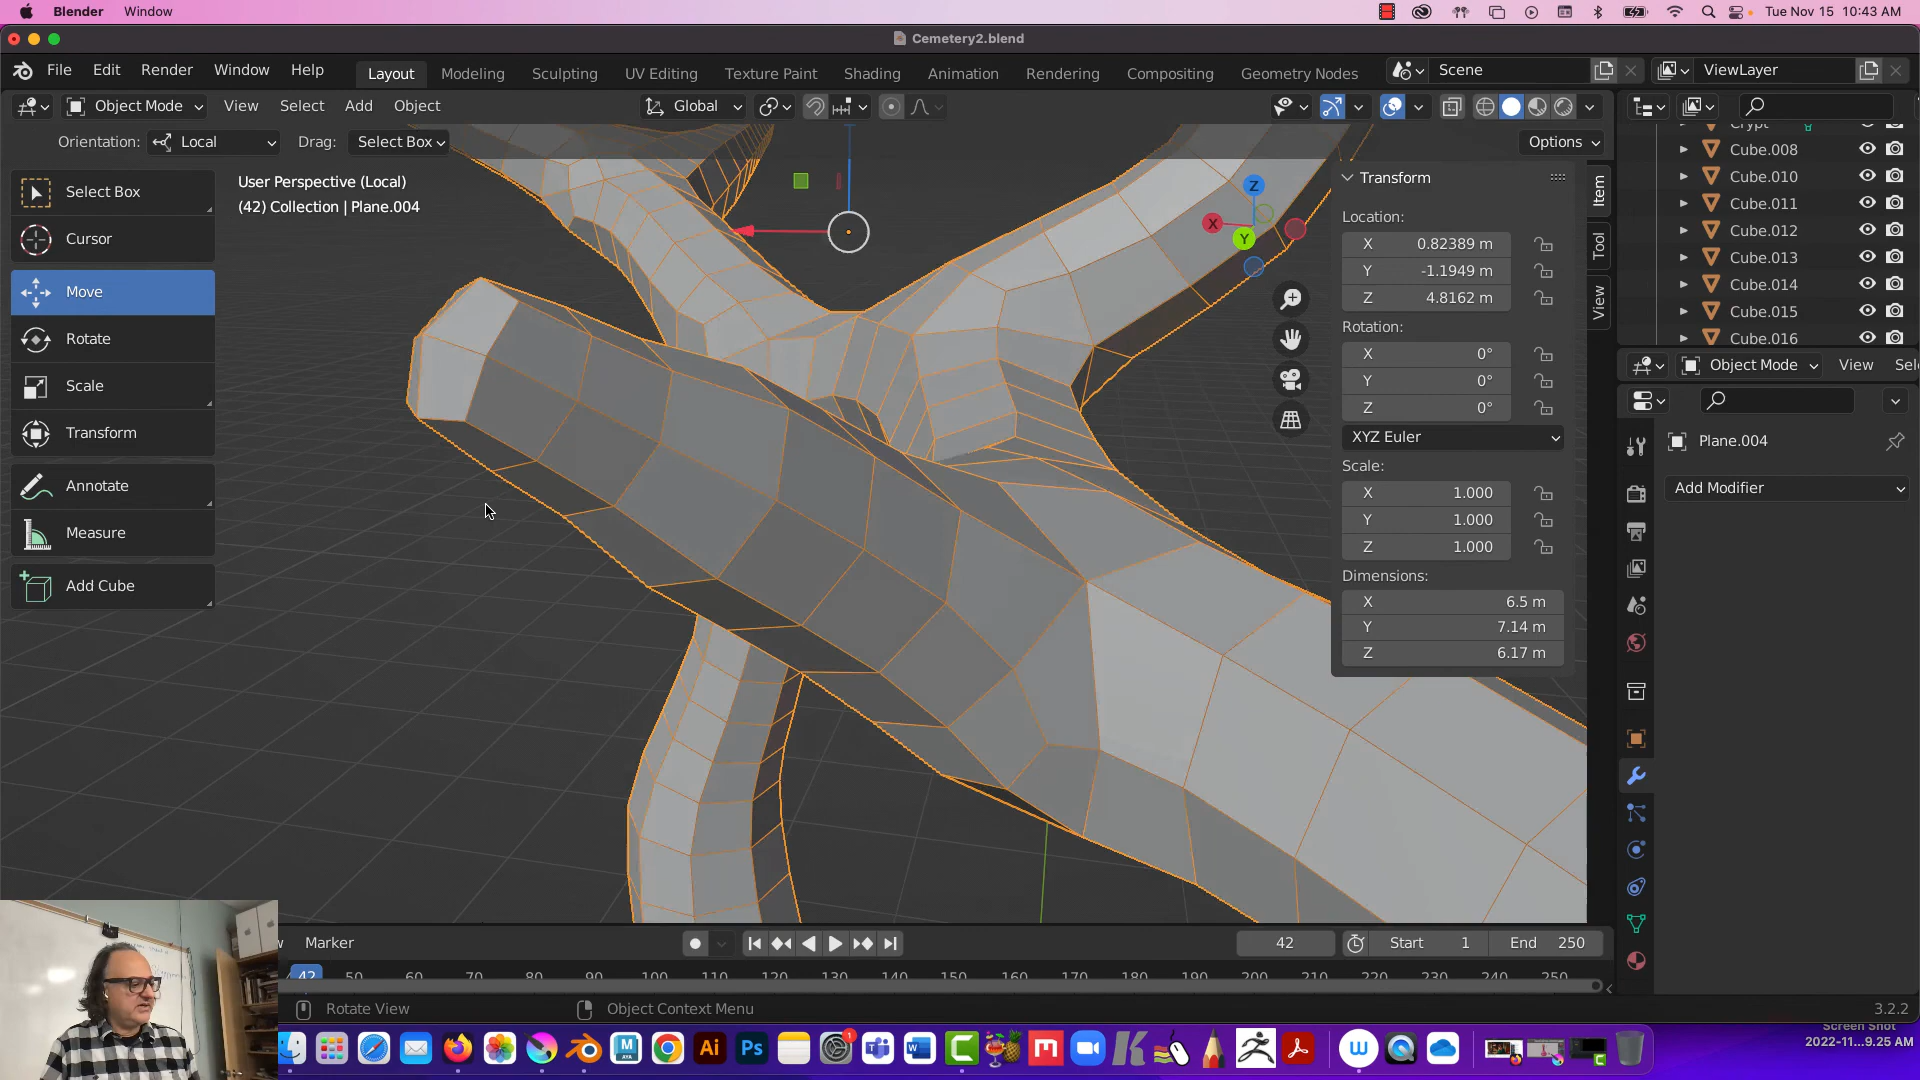 Blender Window Tue Nov 15 10:43 AM
Cemetery2.blend
File Edit Render Window Help Layout Modeling Sculpting UV Editing Texture Paint Shading Animation Rendering Compositing Geometry Nodes Scene ViewLayer
Object Mode View Select Add Object Global
Orientation: Local Drag: Select Box Options
Select Box
Cursor
Move
Rotate
Scale
Transform
Annotate
Measure
Add Cube
User Perspective (Local)
(42) Collection | Plane.004
Z
X
Y
Transform
Location:
X 0.82389 m
Y -1.1949 m
Z 4.8162 m
Rotation:
X 0°
Y 0°
Z 0°
XYZ Euler
Scale:
X 1.000
Y 1.000
Z 1.000
Dimensions:
X 6.5 m
Y 7.14 m
Z 6.17 m
Item
Tool
View
Crypt
Cube.008
Cube.010
Cube.011
Cube.012
Cube.013
Cube.014
Cube.015
Cube.016
Object Mode View Sel
Plane.004
Add Modifier
Marker 42 Start 1 End 250
42 50 60 70 80 90 100 110 120 130 140 150 160 170 180 190 200 210 220 230 240 250
Rotate View Object Context Menu 3.2.2
MAYA Ai Ps 1
Screen Shot
2022-11...9.25 AM